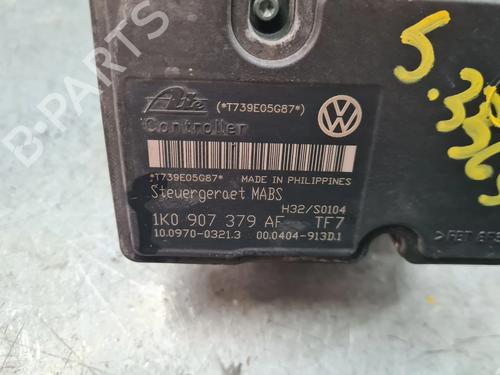 Ate (*T739E05G87*)
Controller
*T739E05G87* MADE IN PHILIPPINES
Steuergeraet MABS
H32/S0104
1K0 907 379 AF TF7
10.0970-0321.3 00.0404-913D.1
B-PARTS